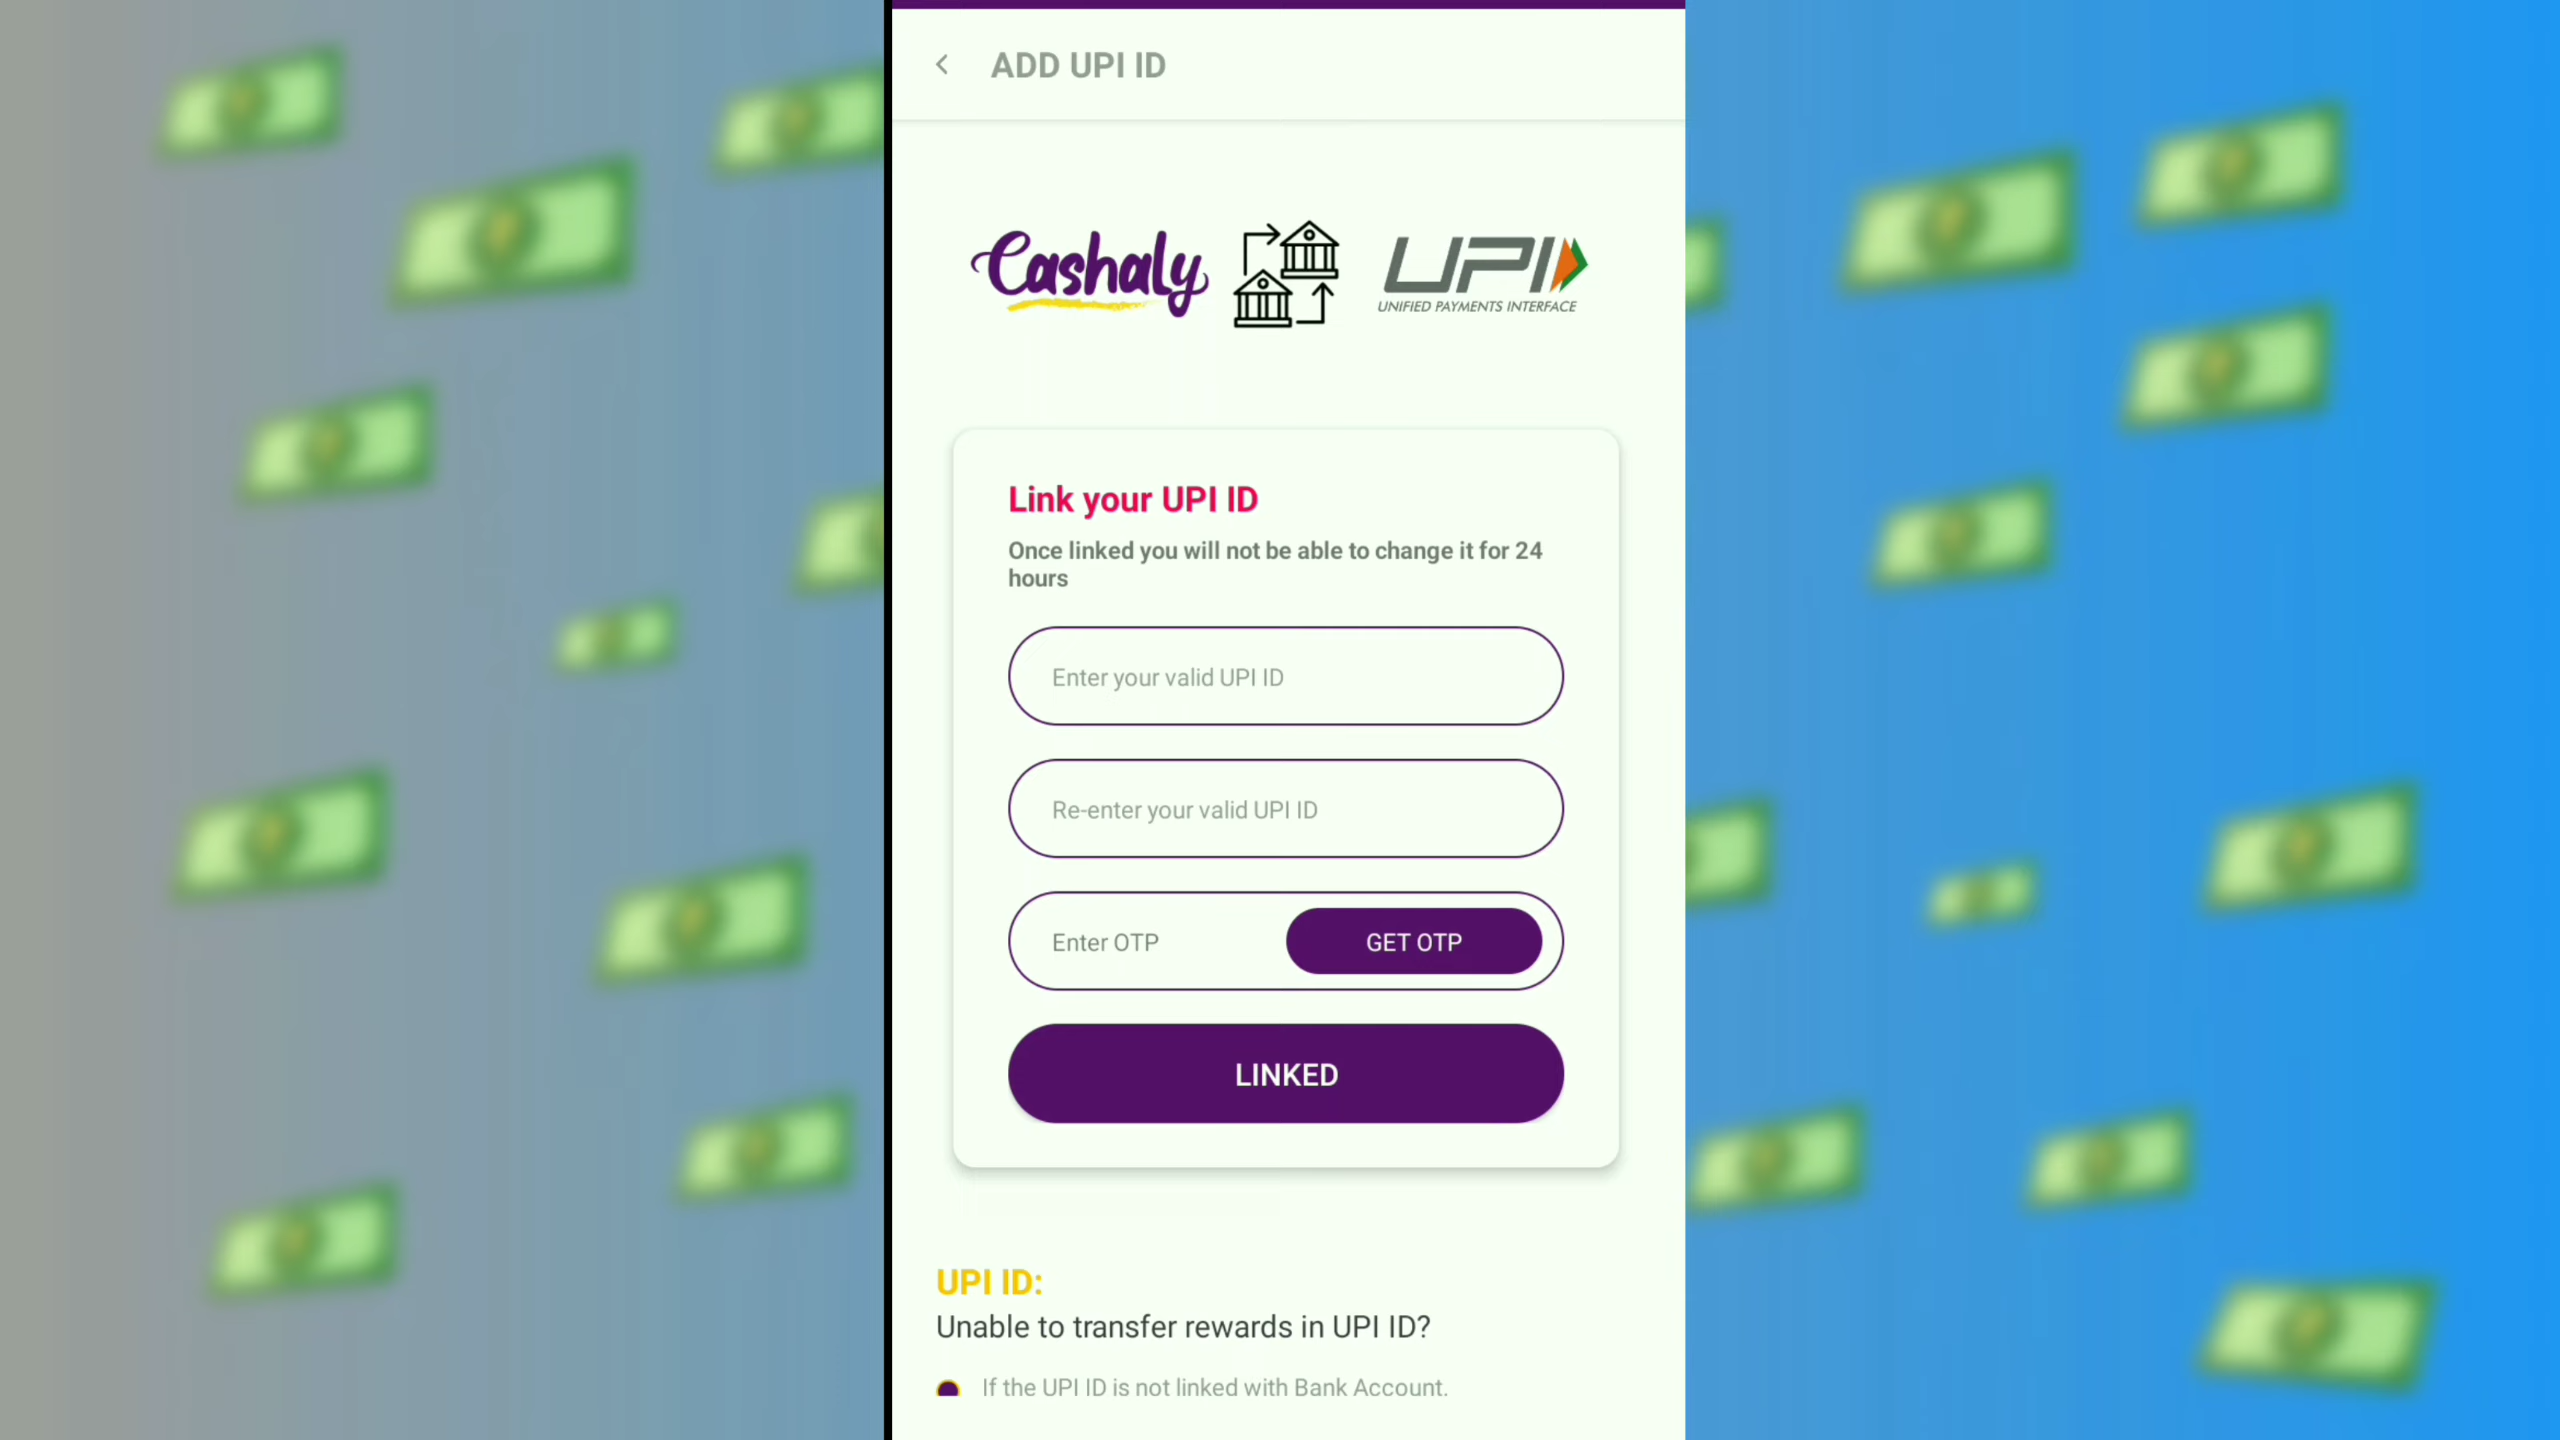 ADD UPI ID
Cashaly
UPI
UNIFIED PAYMENTS INTERFACE
Link your UPI ID
Once linked you will not be able to change it for 24
hours
Enter your valid UPI ID
Re-enter your valid UPI ID
Enter OTP
GET OTP
LINKED
UPI ID:
Unable to transfer rewards in UPI ID?
If the UPI ID is not linked with Bank Account.